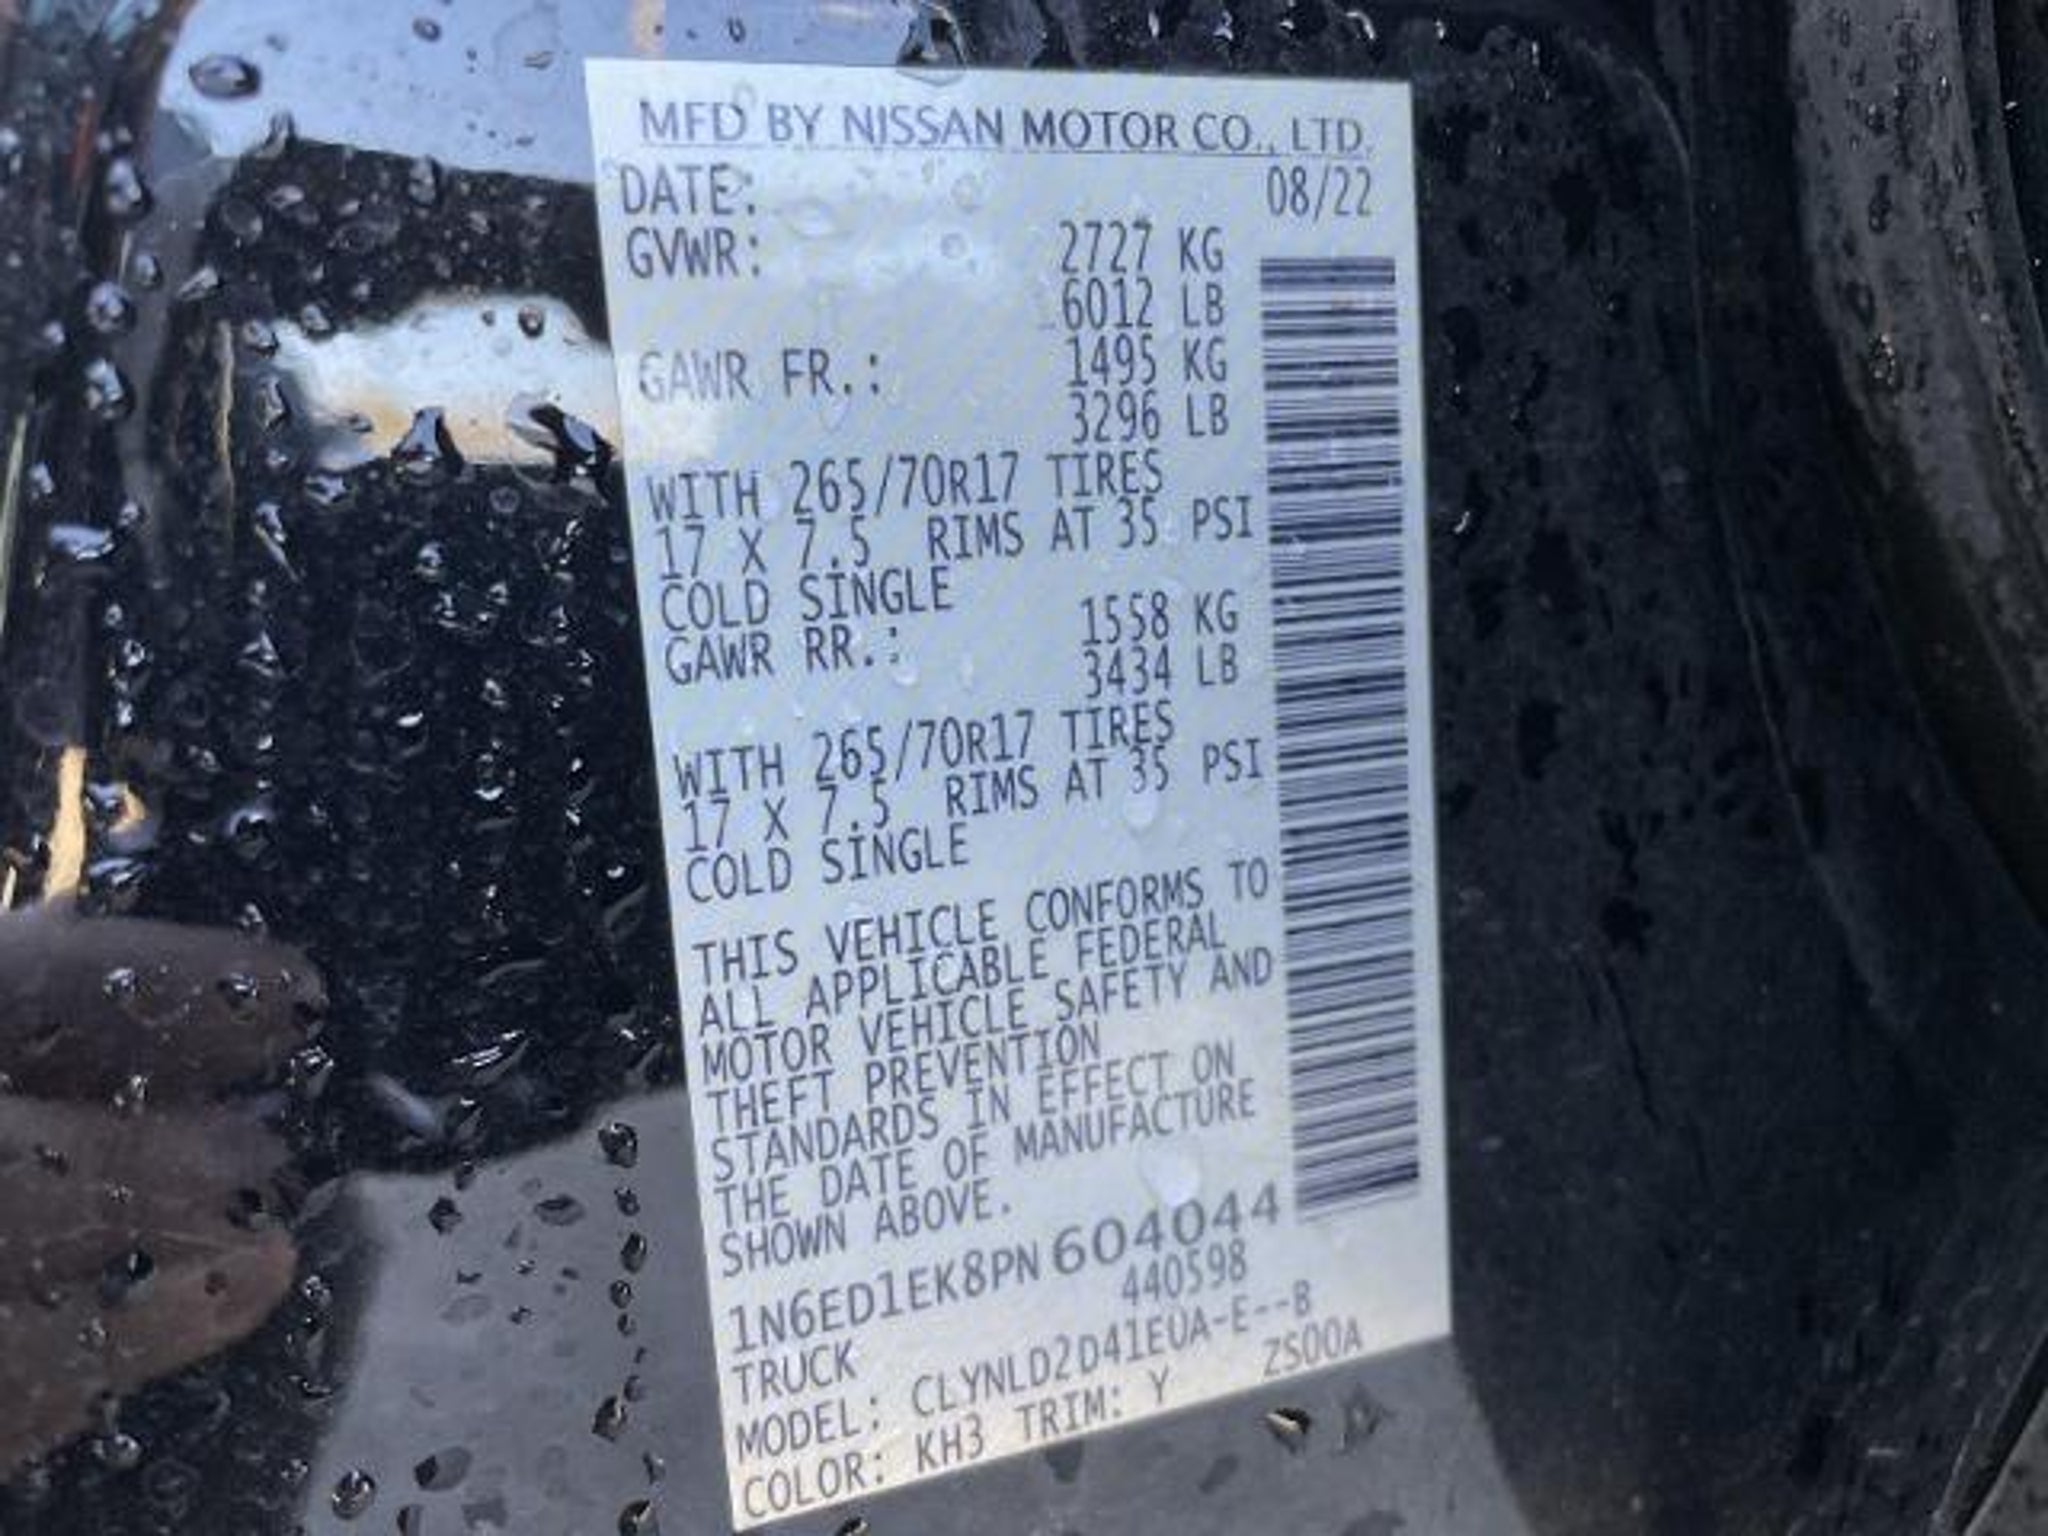 MFD BY NISSAN MOTOR CO., LTD.
DATE: 08/22
GVWR: 2727 KG
6012 LB
GAWR FR.: 1495 KG
3296 LB
WITH 265/70R17 TIRES
17 X 7.5 RIMS AT 35 PSI
COLD SINGLE
GAWR RR.: 1558 KG
3434 LB
WITH 265/70R17 TIRES
17 X 7.5 RIMS AT 35 PSI
COLD SINGLE
THIS VEHICLE CONFORMS TO
ALL APPLICABLE FEDERAL
MOTOR VEHICLE SAFETY AND
THEFT PREVENTION
STANDARDS IN EFFECT ON
THE DATE OF MANUFACTURE
SHOWN ABOVE.
1N6ED1EK8PN604044
TRUCK 440598
MODEL: CLYNLD2D41EUA-E--B
COLOR: KH3 TRIM: Y ZS00A